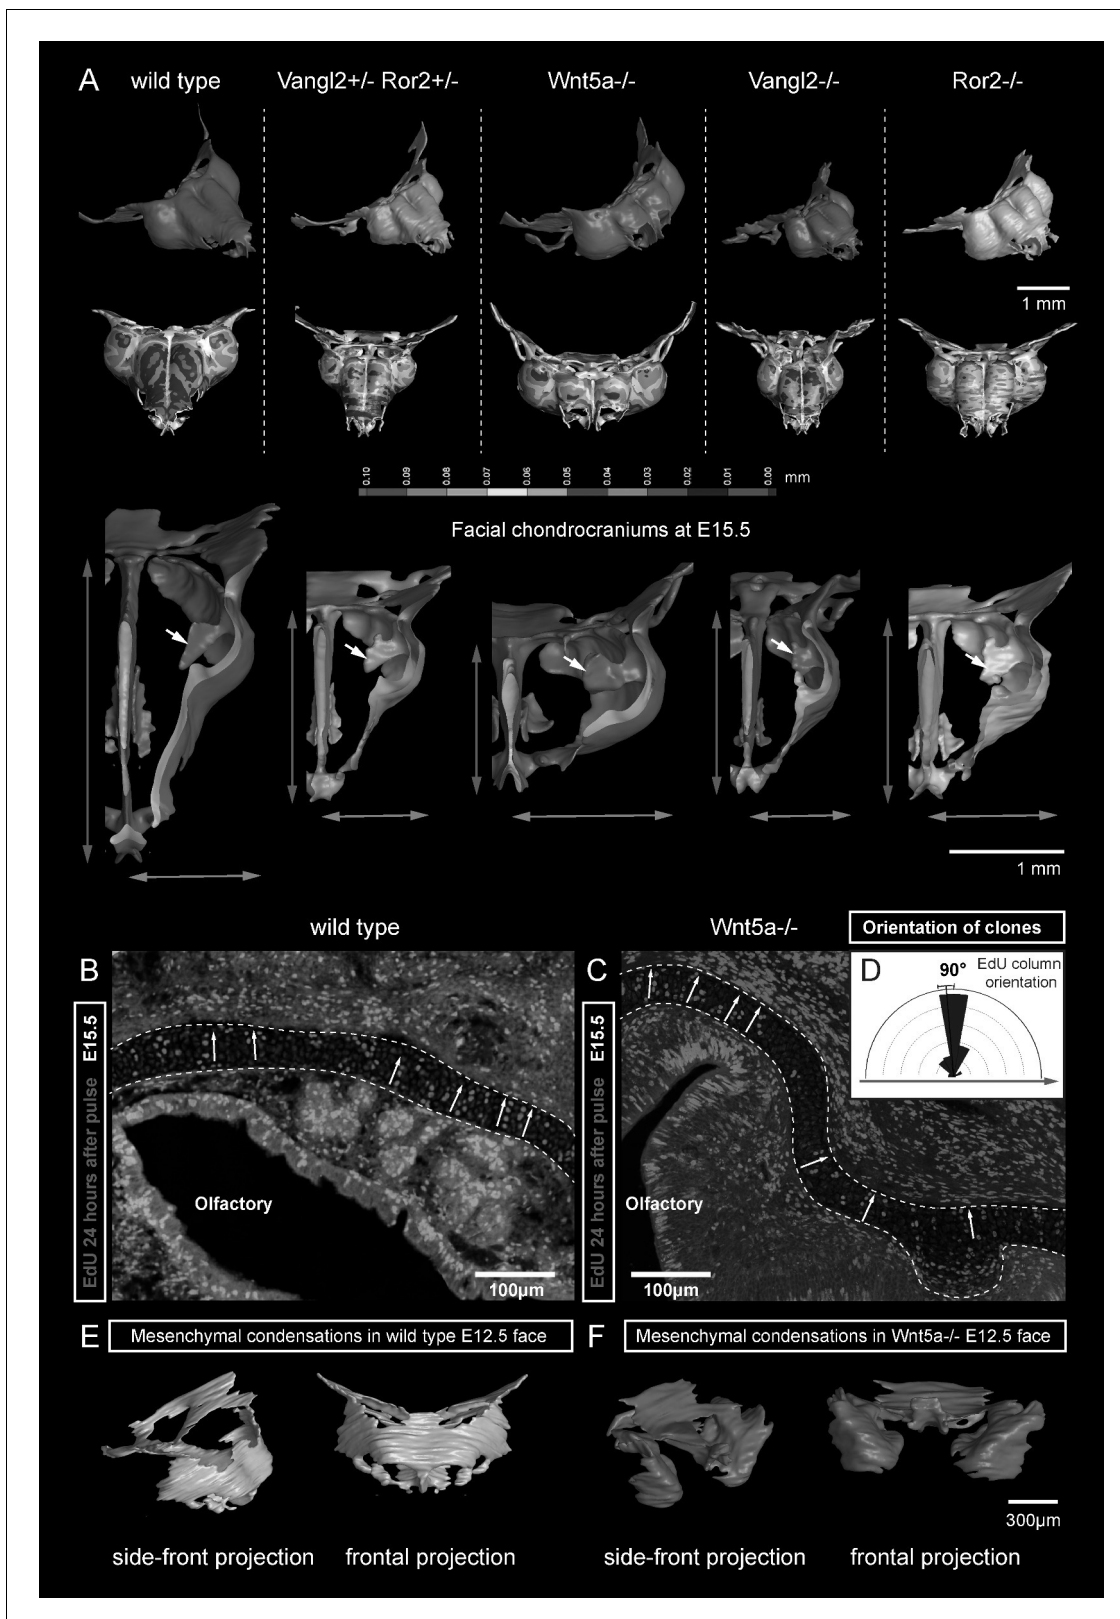 A
wild type
Vangl2+/- Ror2+/-
Wnt5a-/-
Vangl2-/-
Ror2-/-
1 mm
0.10
0.09
0.08
0.07
0.06
0.05
0.04
0.03
0.02
0.01
0.00
mm
Facial chondrocraniums at E15.5
1 mm
wild type
Wnt5a-/-
Orientation of clones
B
EdU 24 hours after pulse E15.5
Olfactory
100µm
C
EdU 24 hours after pulse E15.5
Olfactory
100µm
D
90°
EdU column
orientation
E
Mesenchymal condensations in wild type E12.5 face
F
Mesenchymal condensations in Wnt5a-/- E12.5 face
300µm
side-front projection
frontal projection
side-front projection
frontal projection